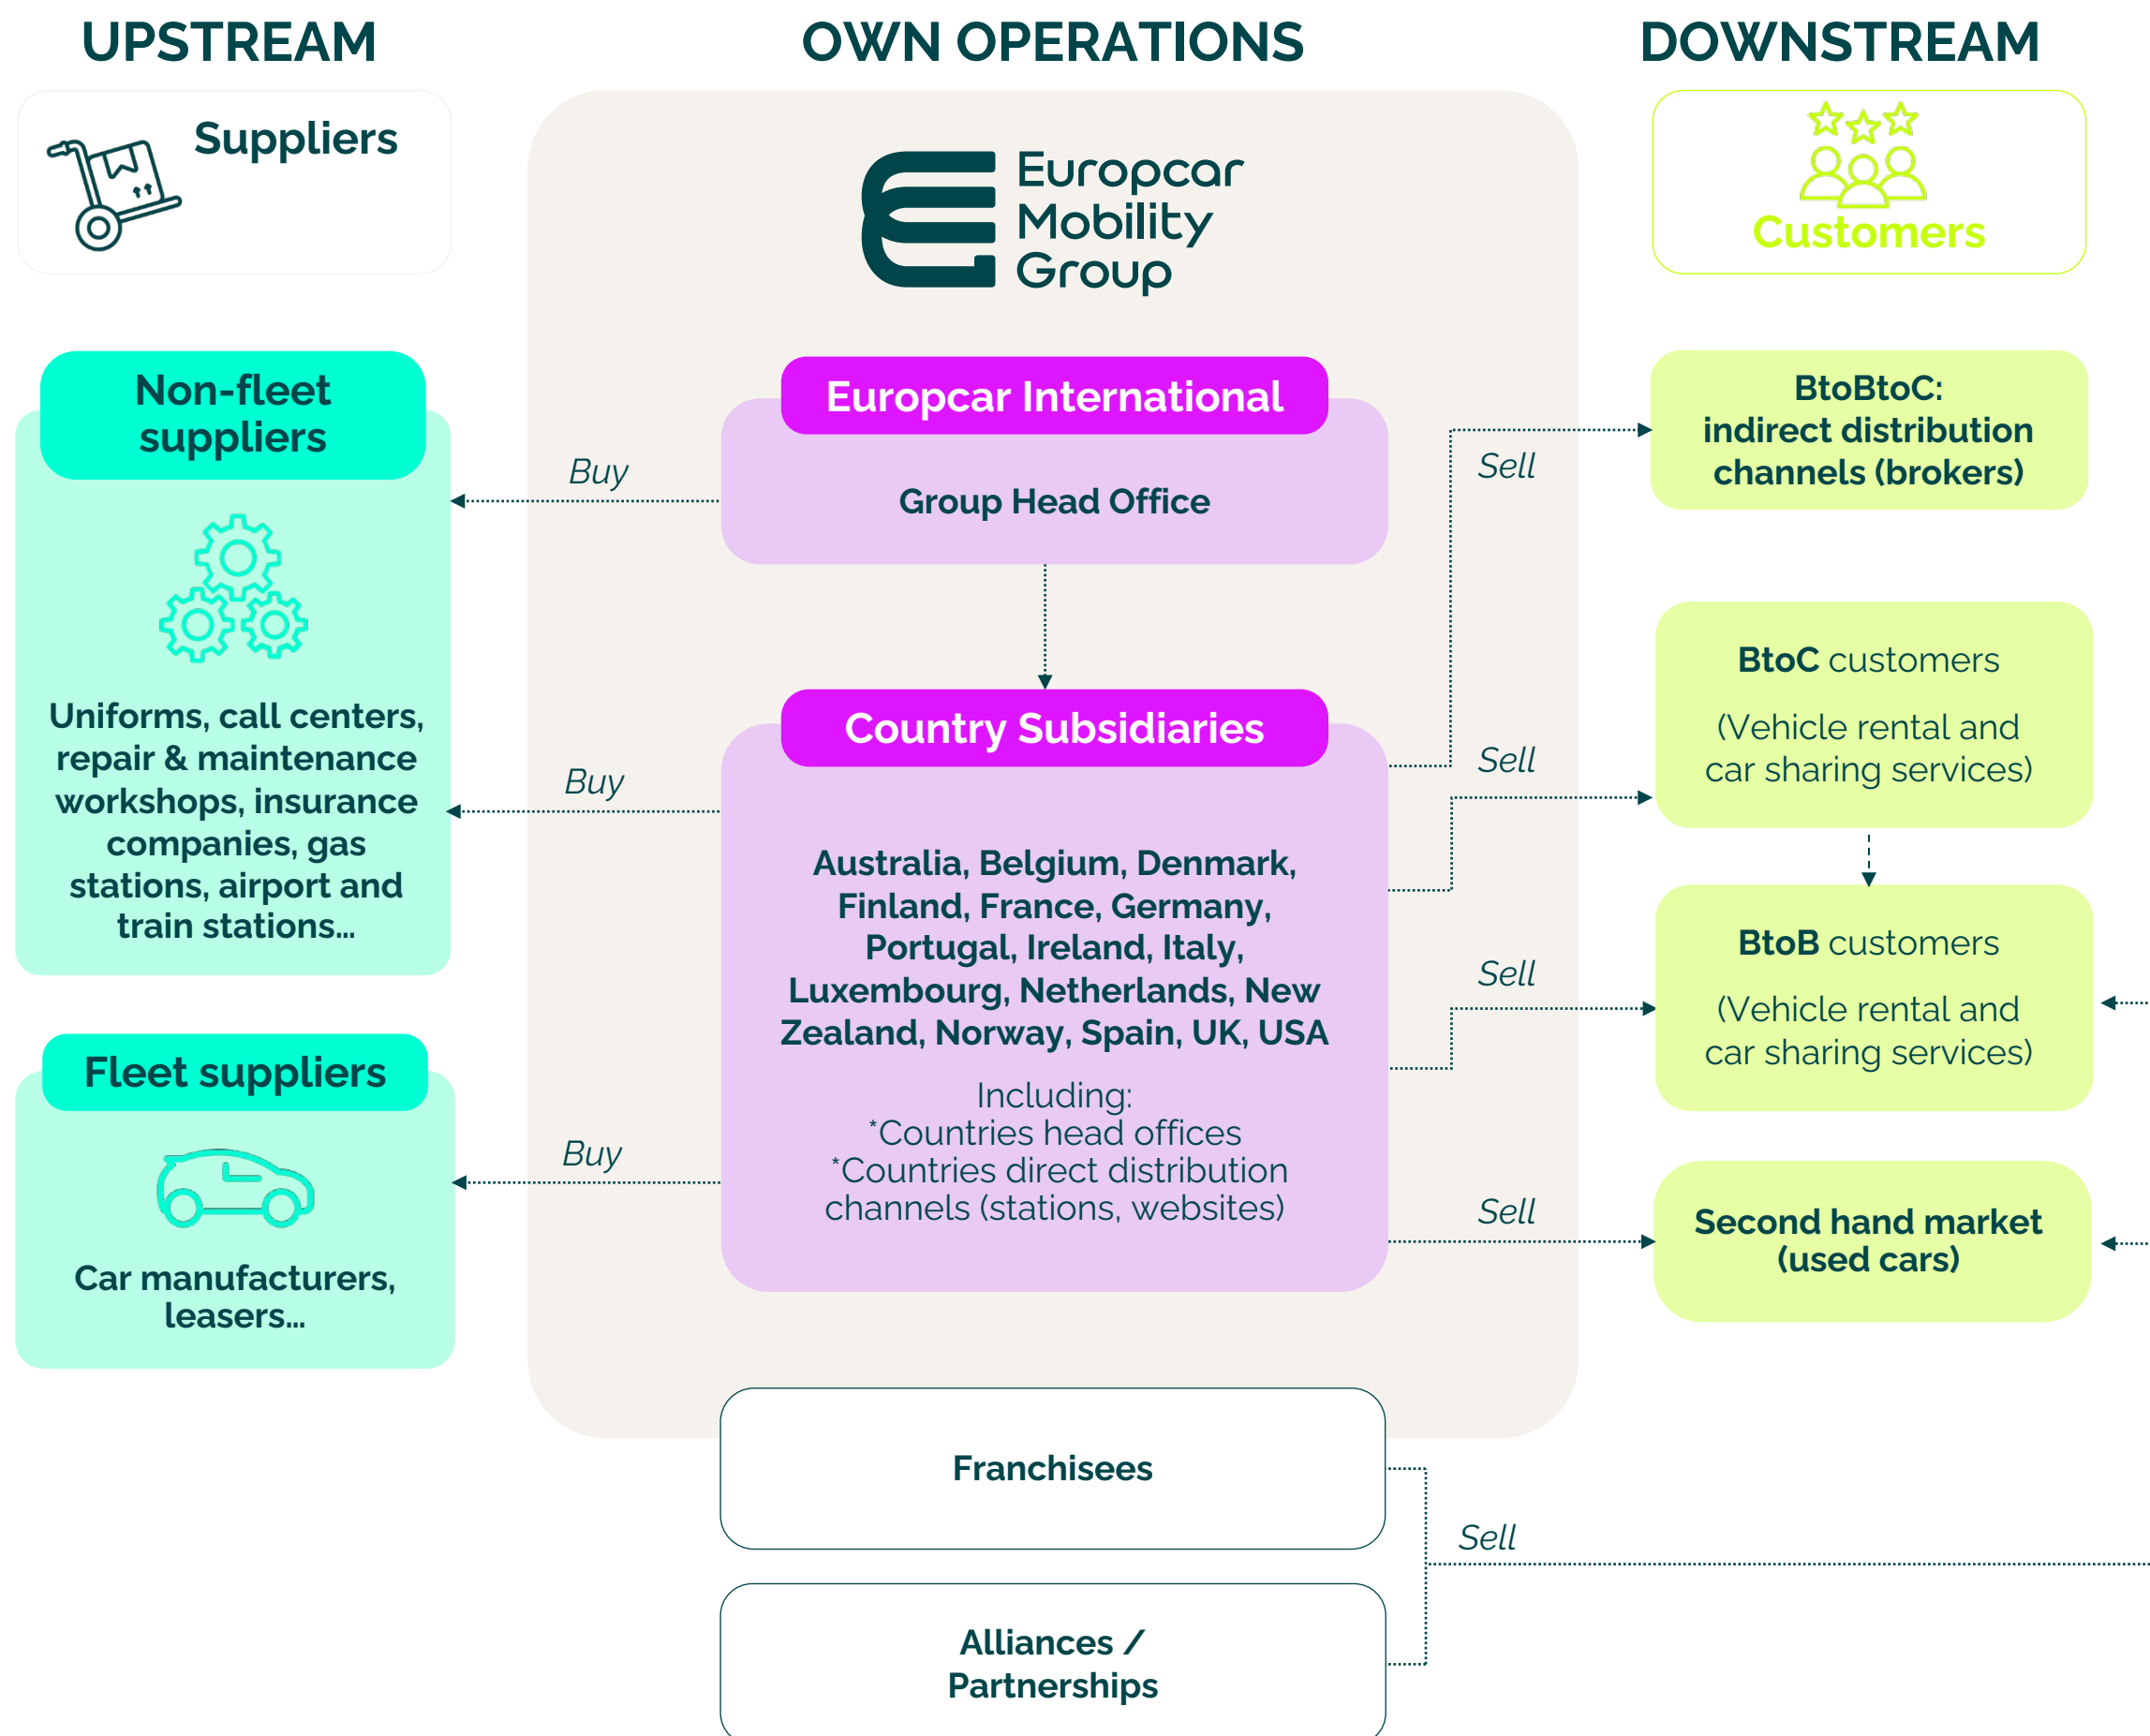 UPSTREAM
OWN OPERATIONS
DOWNSTREAM
Suppliers
Europcar
Mobility
Group
Customers
Non-fleet
suppliers
Uniforms, call centers,
repair & maintenance
workshops, insurance
companies, gas
stations, airport and
train stations...
Fleet suppliers
Car manufacturers,
leasers...
Buy
Buy
Buy
Europcar International
Group Head Office
Country Subsidiaries
Australia, Belgium, Denmark,
Finland, France, Germany,
Portugal, Ireland, Italy,
Luxembourg, Netherlands, New
Zealand, Norway, Spain, UK, USA
Including:
*Countries head offices
*Countries direct distribution
channels (stations, websites)
Franchisees
Alliances /
Partnerships
Sell
Sell
Sell
Sell
Sell
BtoBtoC:
indirect distribution
channels (brokers)
BtoC customers
(Vehicle rental and
car sharing services)
BtoB customers
(Vehicle rental and
car sharing services)
Second hand market
(used cars)